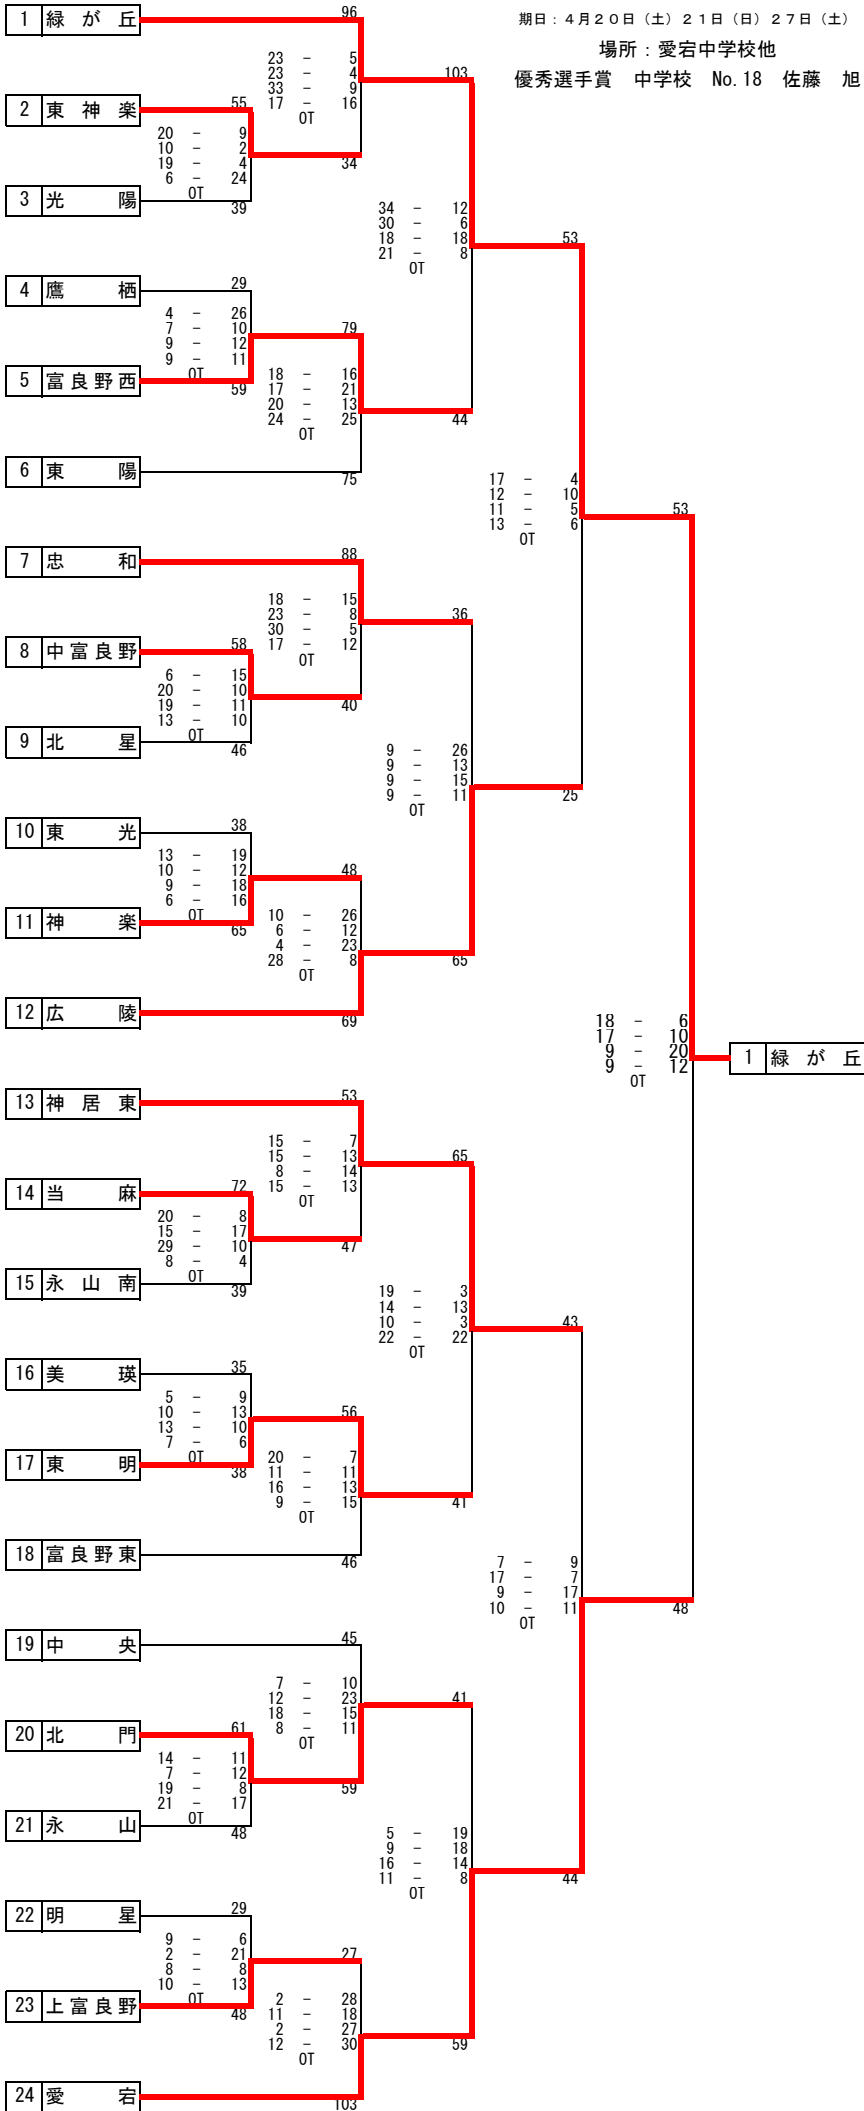 期日：４月２０日（土）２１日（日）２７日（土）
場所：愛宕中学校他
優秀選手賞　中学校　No.18　佐藤　旭
1 緑が丘 96
23 - 5
23 - 4
33 - 9
17 - 16
OT
103
2 東神楽 55
20 - 9
10 - 2
19 - 4
6 - 24
OT
34
3 光陽 39
34 - 12
30 - 6
18 - 18
21 - 8
OT
53
4 鷹栖 29
4 - 26
7 - 10
9 - 12
9 - 11
OT
79
5 富良野西 59
18 - 16
17 - 21
20 - 13
24 - 25
OT
44
6 東陽 75
17 - 4
12 - 10
11 - 5
13 - 6
OT
53
7 忠和 88
18 - 15
23 - 8
30 - 5
17 - 12
OT
36
8 中富良野 58
6 - 15
20 - 10
19 - 11
13 - 10
OT
40
9 北星 46
9 - 26
9 - 13
9 - 15
9 - 11
OT
25
10 東光 38
13 - 19
10 - 12
9 - 18
6 - 16
OT
48
11 神楽 65
10 - 26
6 - 12
4 - 23
28 - 8
OT
65
12 広陵 69
18 - 6
17 - 10
9 - 20
9 - 12
OT
1 緑が丘
13 神居東 53
15 - 7
15 - 13
8 - 14
15 - 13
OT
65
14 当麻 72
20 - 8
15 - 17
29 - 10
8 - 4
OT
47
15 永山南 39
19 - 3
14 - 13
10 - 3
22 - 22
OT
43
16 美瑛 35
5 - 9
10 - 13
13 - 10
7 - 6
OT
56
17 東明 38
20 - 7
11 - 11
16 - 13
9 - 15
OT
41
18 富良野東 46
7 - 9
17 - 7
9 - 17
10 - 11
OT
48
19 中央 45
7 - 10
12 - 23
18 - 15
8 - 11
OT
41
20 北門 61
14 - 11
7 - 12
19 - 8
21 - 17
OT
59
21 永山 48
5 - 19
9 - 18
16 - 14
11 - 8
OT
44
22 明星 29
9 - 6
2 - 21
8 - 8
10 - 13
OT
27
23 上富良野 48
2 - 28
11 - 18
2 - 27
12 - 30
OT
59
24 愛宕 103